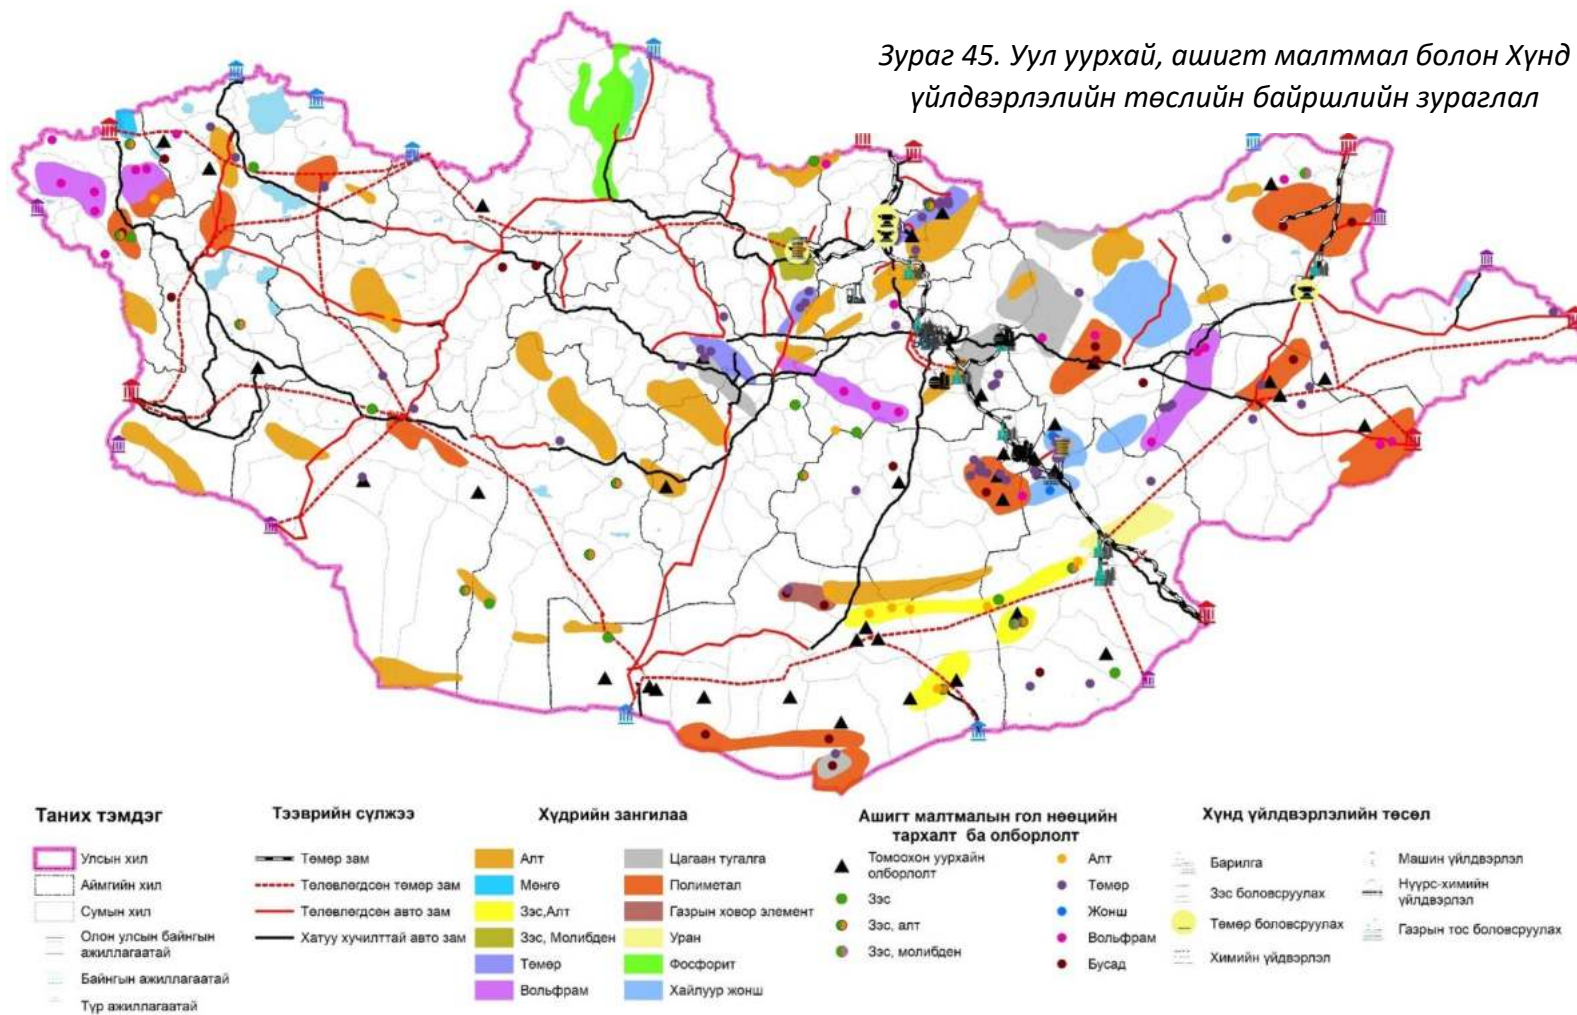 Зураг 45. Уул уурхай, ашигт малтмал болон Хүнд
үйлдвэрлэлийн төслийн байршлийн зураглал
Таних тэмдэг
Улсын хил
Аймгийн хил
Сумын хил
Олон улсын байнгын
ажиллагаатай
Байнгын ажиллагаатай
Түр ажиллагаатай
Тээврийн сүлжээ
Төмөр зам
Төлөвлөгдсөн төмөр зам
Төлөвлөгдсөн авто зам
Хатуу хучилттай авто зам
Хүдрийн зангилаа
Алт
Мөнгө
Зэс,Алт
Зэс, Молибден
Төмөр
Вольфрам
Цагаан тугалга
Полиметал
Газрын ховор элемент
Уран
Фосфорит
Хайлуур жонш
Ашигт малтмалын гол нөөцийн
тархалт ба олборлолт
Томоохон уурхайн
олборлолт
Зэс
Зэс, алт
Зэс, молибден
Алт
Төмөр
Жонш
Вольфрам
Бусад
Хүнд үйлдвэрлэлийн төсөл
Барилга
Зэс боловсруулах
Төмөр боловсруулах
Химийн үйдвэрлэл
Машин үйлдвэрлэл
Нүүрс-химийн
үйлдвэрлэл
Газрын тос боловсруулах